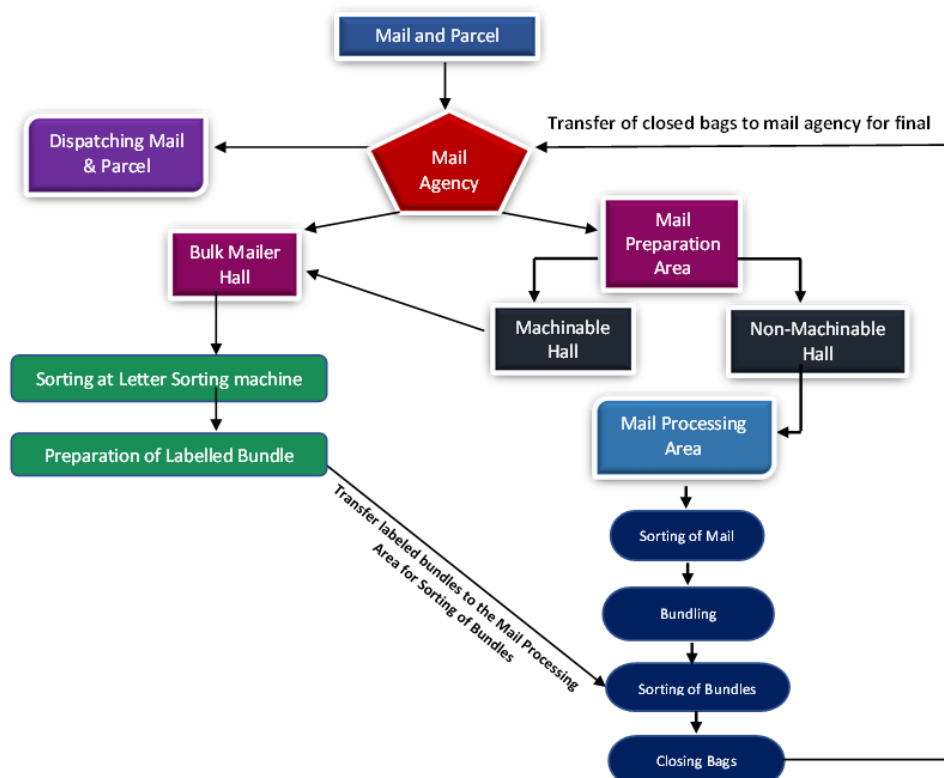 Mail and Parcel
Transfer of closed bags to mail agency for final
Dispatching Mail
& Parcel
Mail
Agency
Mail
Preparation
Area
Bulk Mailer
Hall
Machinable
Hall
Non-Machinable
Hall
Sorting at Letter Sorting machine
Mail Processing
Area
Preparation of Labelled Bundle
Transfer labeled bundles to the Mail Processing
Area for Sorting of Bundles
Sorting of Mail
Bundling
Sorting of Bundles
Closing Bags